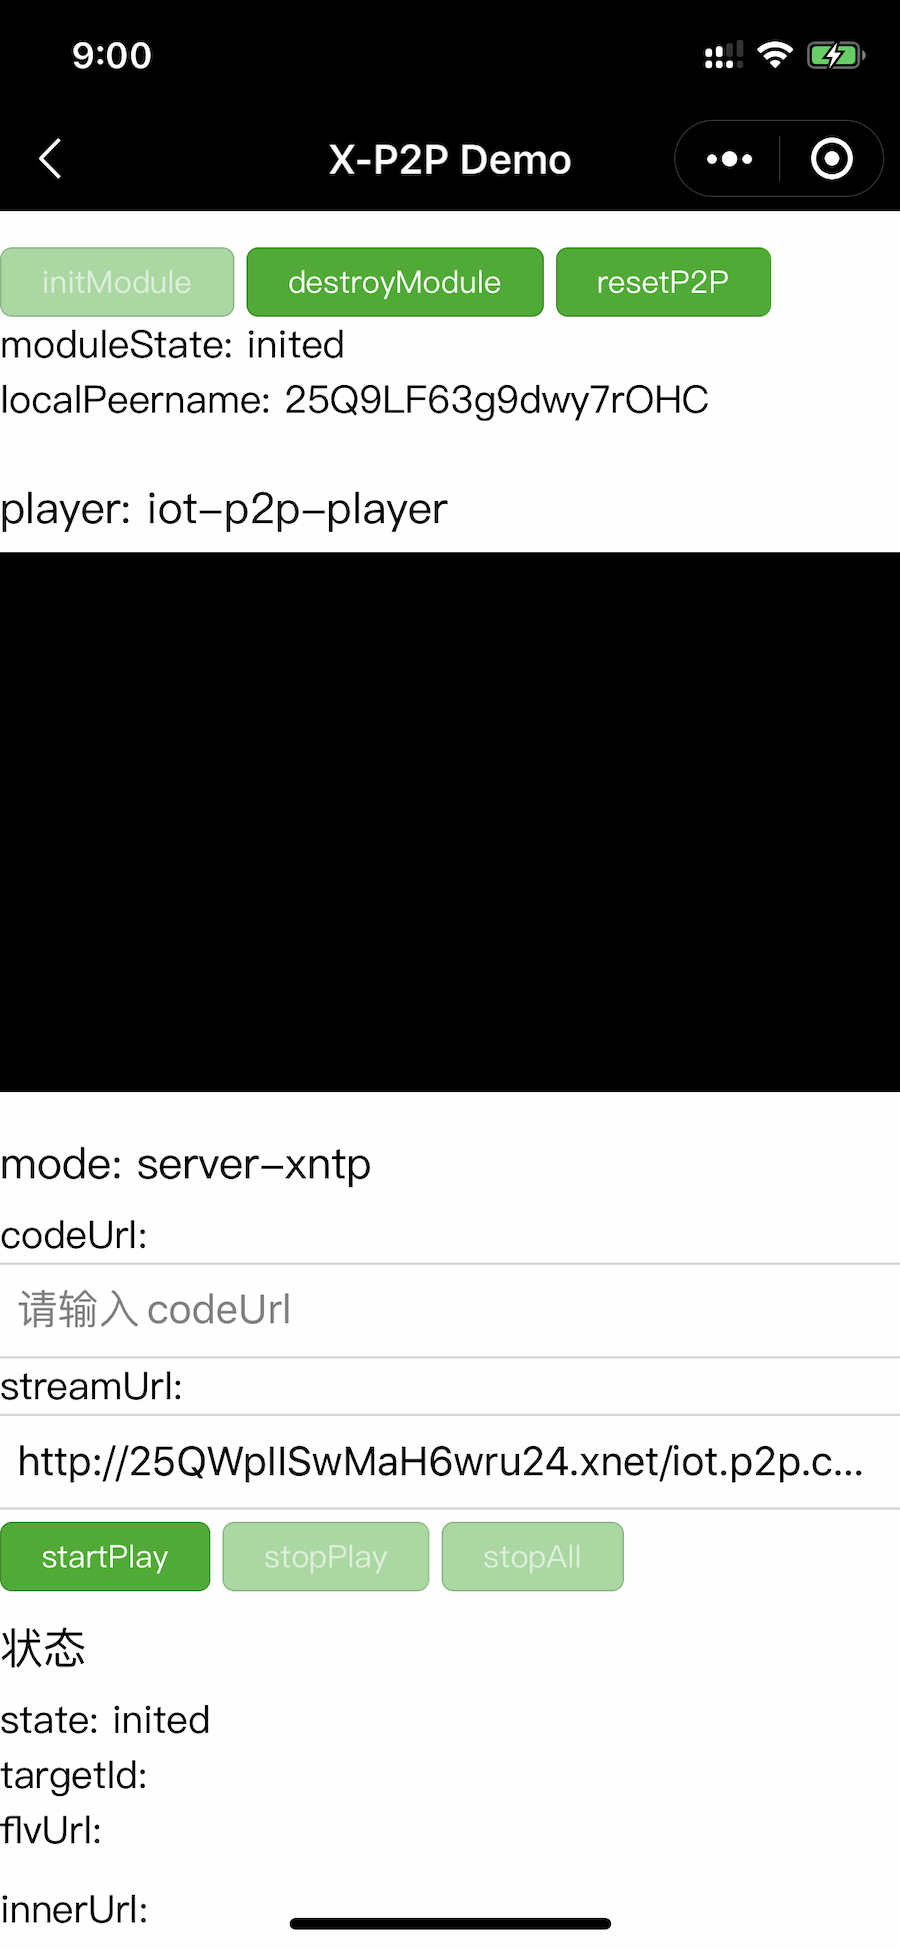 9:00
X-P2P Demo
initModule destroyModule resetP2P
moduleState: inited
localPeername: 25Q9LF63g9dwy7rOHC
player: iot-p2p-player
mode: server-xntp
codeUrl:
请输入 codeUrl
streamUrl:
http://25QWpIISwMaH6wru24.xnet/iot.p2p.c...
startPlay stopPlay stopAll
状态
state: inited
targetId:
flvUrl:
innerUrl: